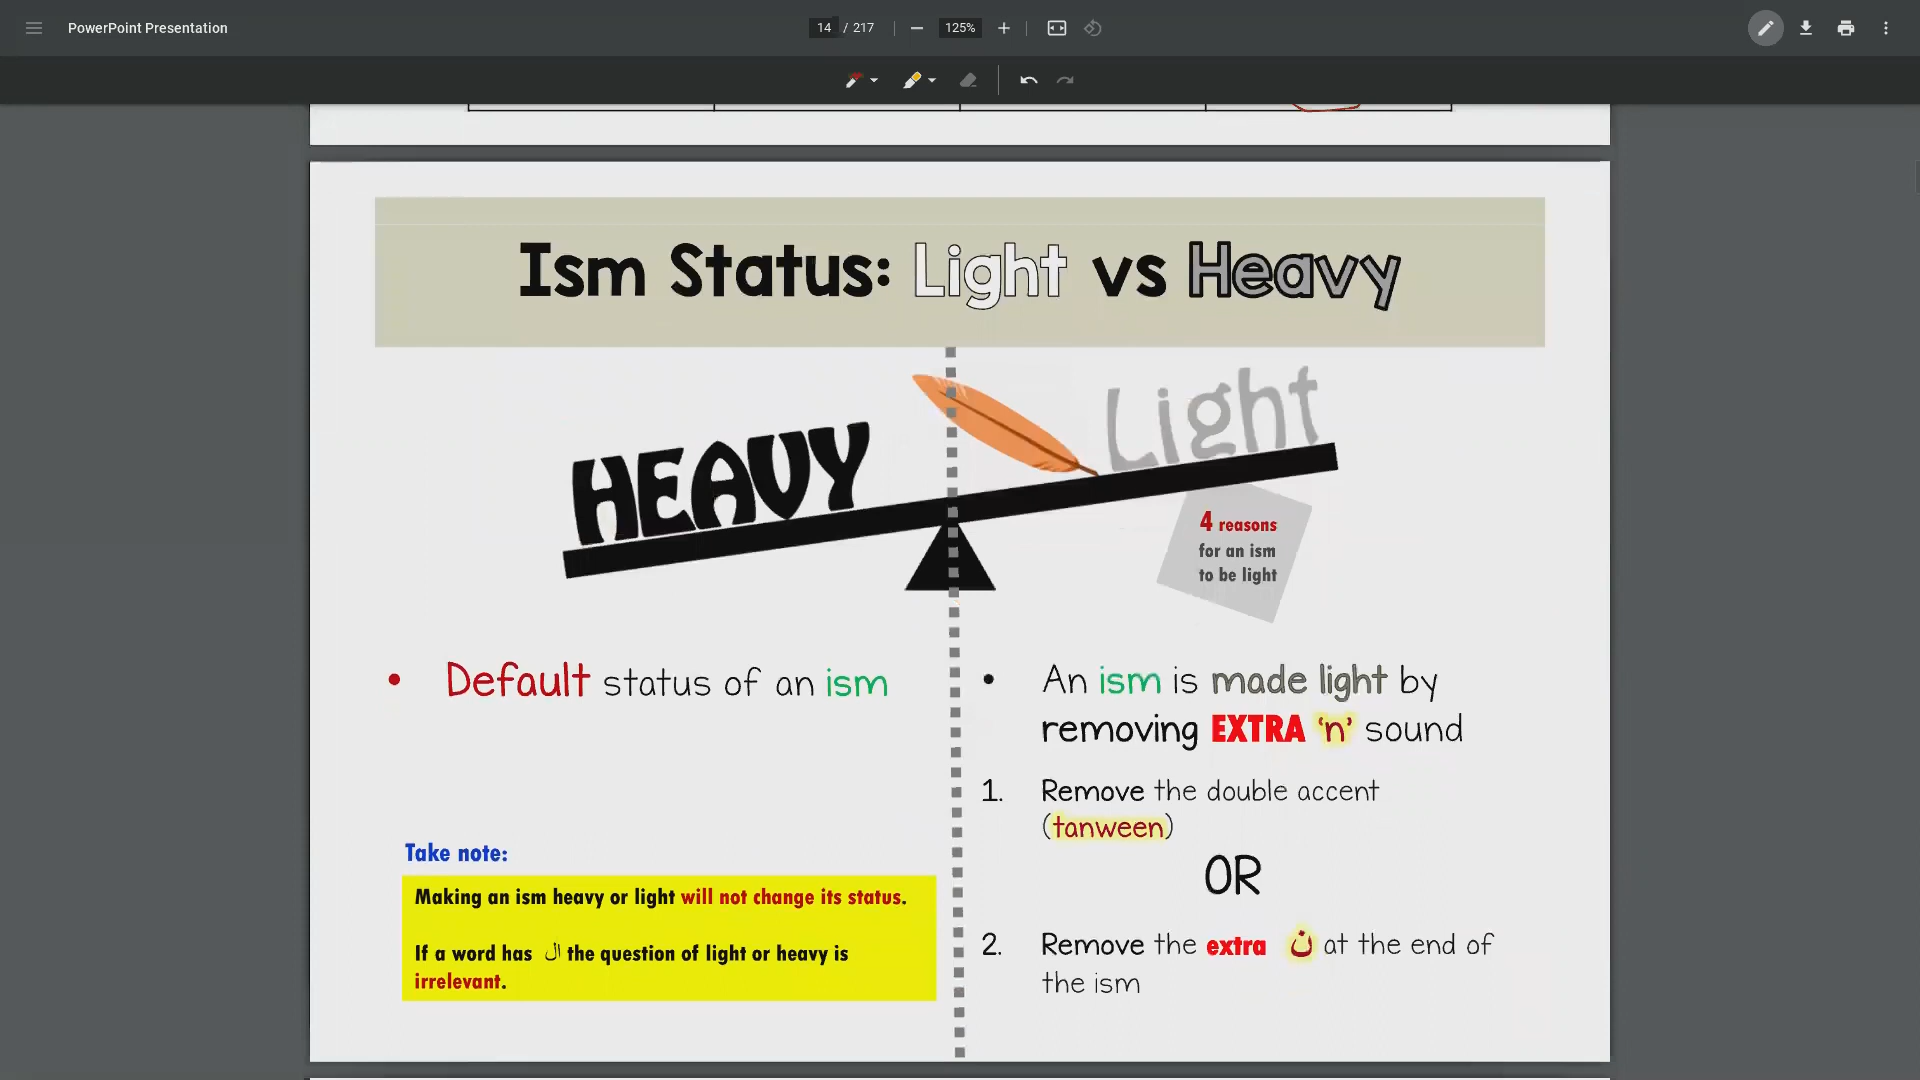 PowerPoint Presentation
14 / 217
125%
Ism Status: Light vs Heavy
HEAVY
Light
4 reasons
for an ism
to be light
• Default status of an ism
Take note:
Making an ism heavy or light will not change its status.
If a word has ال the question of light or heavy is
irrelevant.
• An ism is made light by
removing EXTRA 'n' sound
1. Remove the double accent
(tanween)
OR
2. Remove the extra ن at the end of
the ism